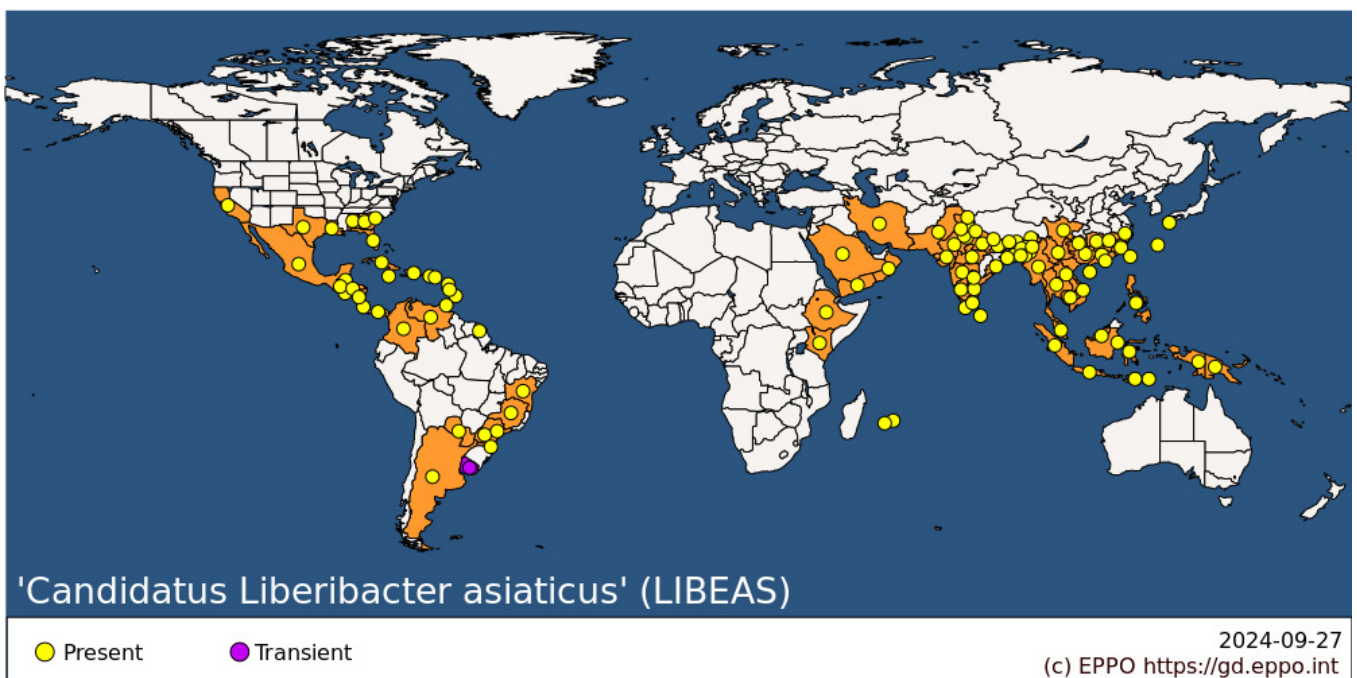 'Candidatus Liberibacter asiaticus' (LIBEAS)
Present
Transient
2024-09-27
(c) EPPO https://gd.eppo.int